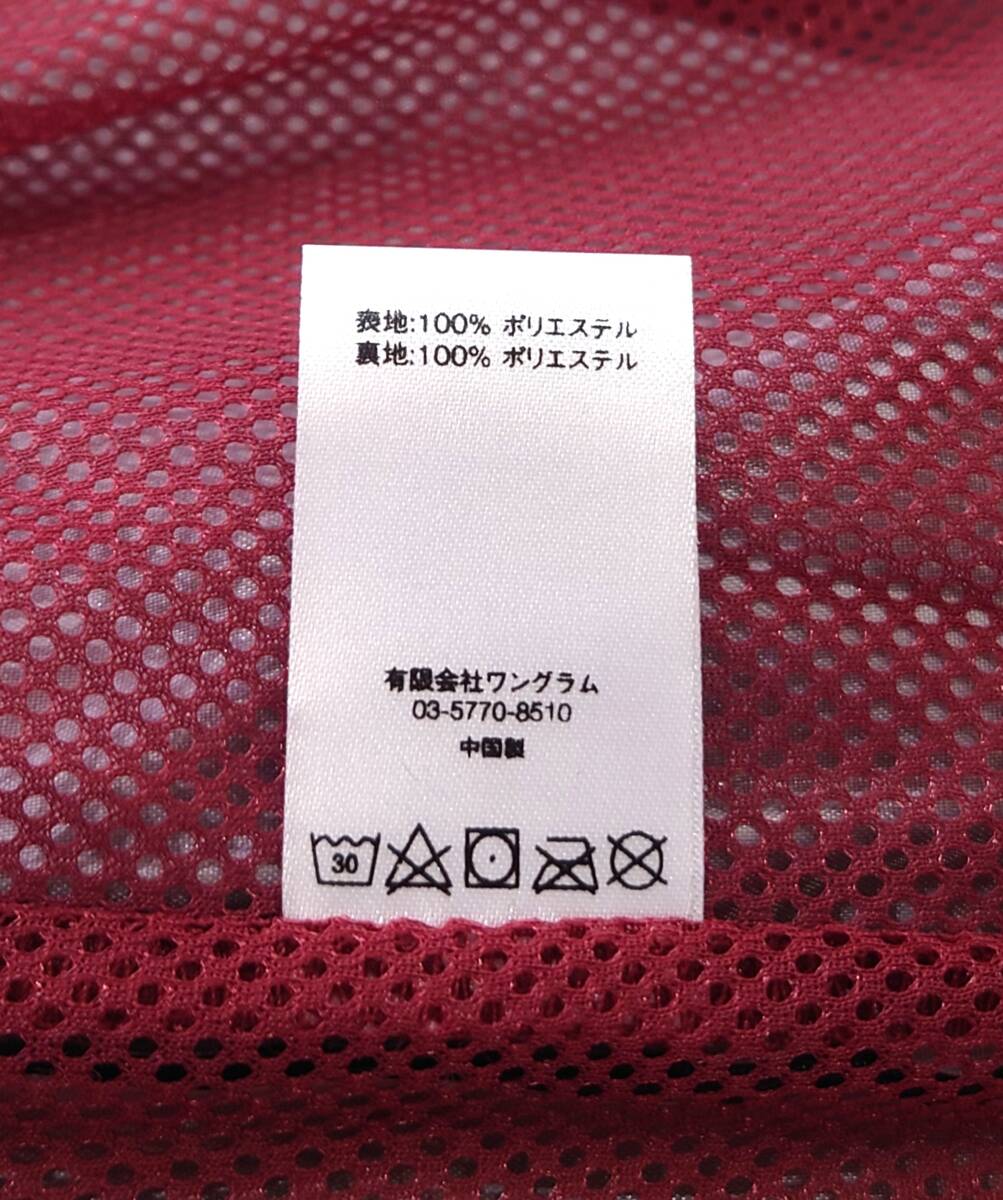 表地:100% ポリエステル
裏地:100% ポリエステル
有限会社ワングラム
03-5770-8510
中国製
30